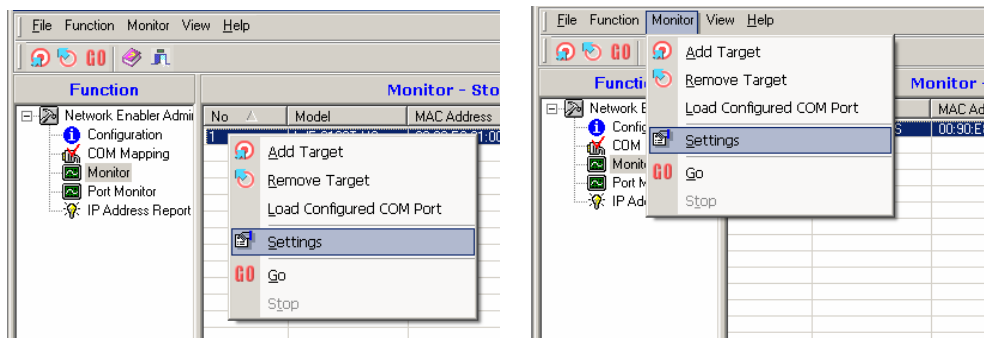 File Function Monitor View Help
GO
Function
Monitor - Sto
Network Enabler Admi
Configuration
COM Mapping
Monitor
Port Monitor
IP Address Report
No Model MAC Address
1
Add Target
Remove Target
Load Configured COM Port
Settings
GO Go
Stop
File Function Monitor View Help
GO
Functi
Monitor -
Network E
Config
COM
Monit
Port M
IP Ad
MAC Ad
S 00:90:E8
Add Target
Remove Target
Load Configured COM Port
Settings
GO Go
Stop